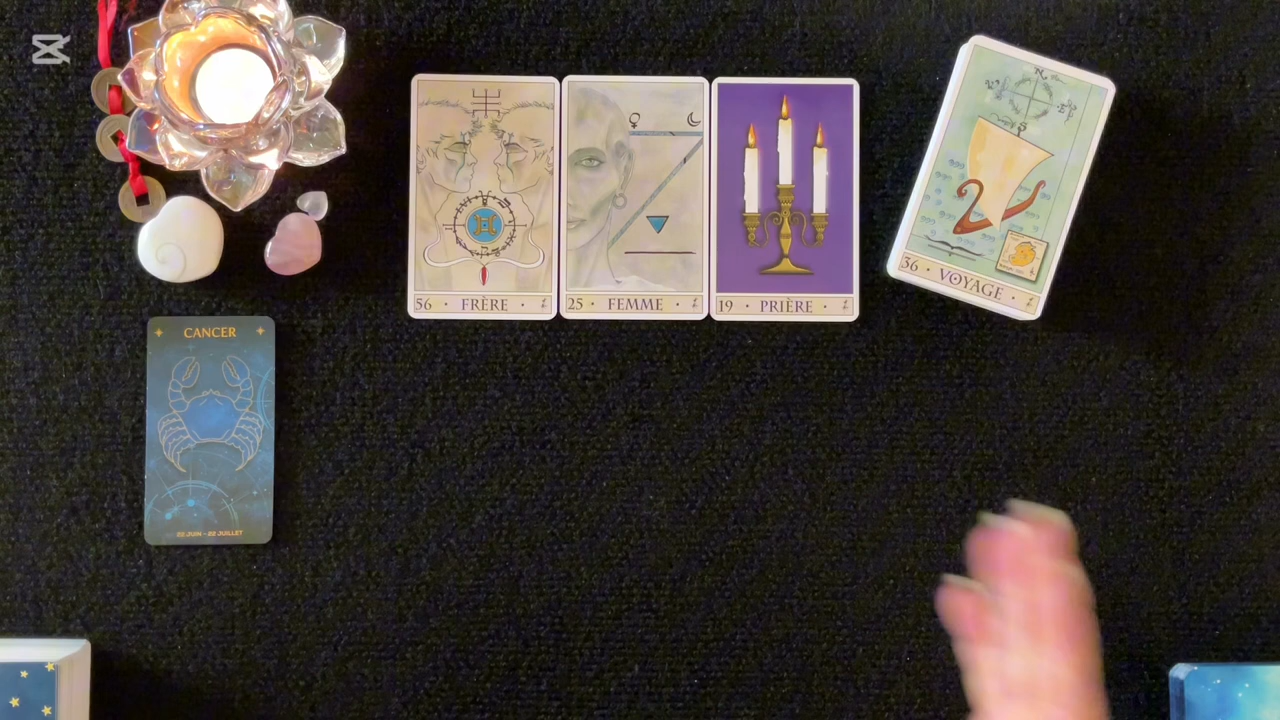 56 · FRÈRE ·
25 · FEMME ·
19 · PRIÈRE ·
36 · VOYAGE ·
CANCER
22 JUIN - 22 JUILLET